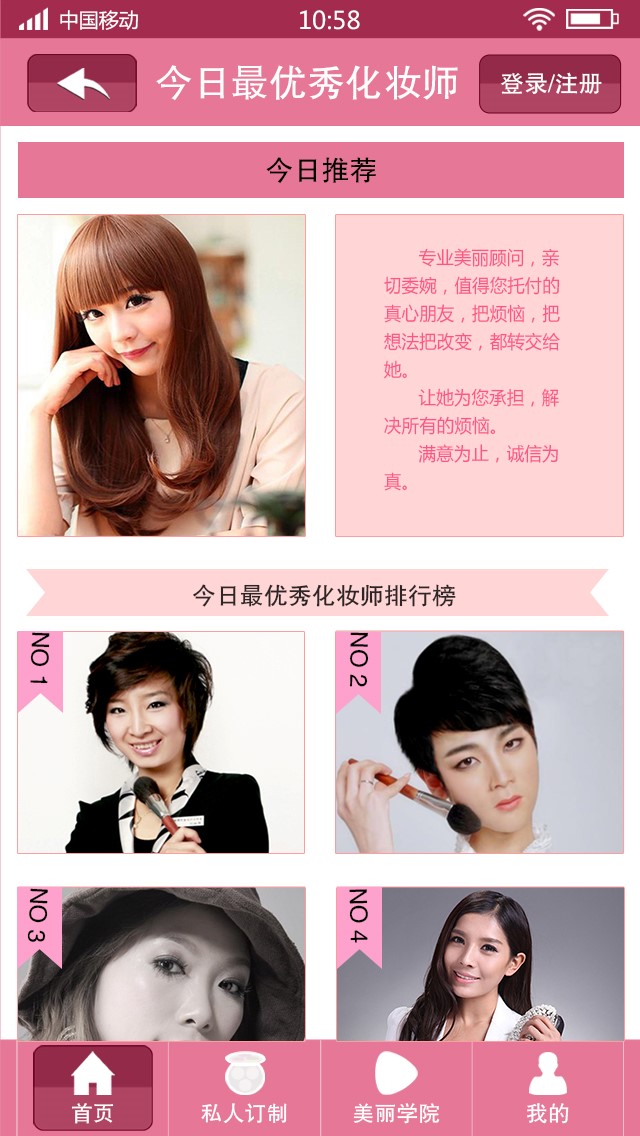 中国移动 10:58
今日最优秀化妆师 登录/注册
今日推荐
专业美丽顾问，亲
切委婉，值得您托付的
真心朋友，把烦恼，把
想法把改变，都转交给
她。
让她为您承担，解
决所有的烦恼。
满意为止，诚信为
真。
今日最优秀化妆师排行榜
NO 1
NO 2
NO 3
NO 4
首页 私人订制 美丽学院 我的